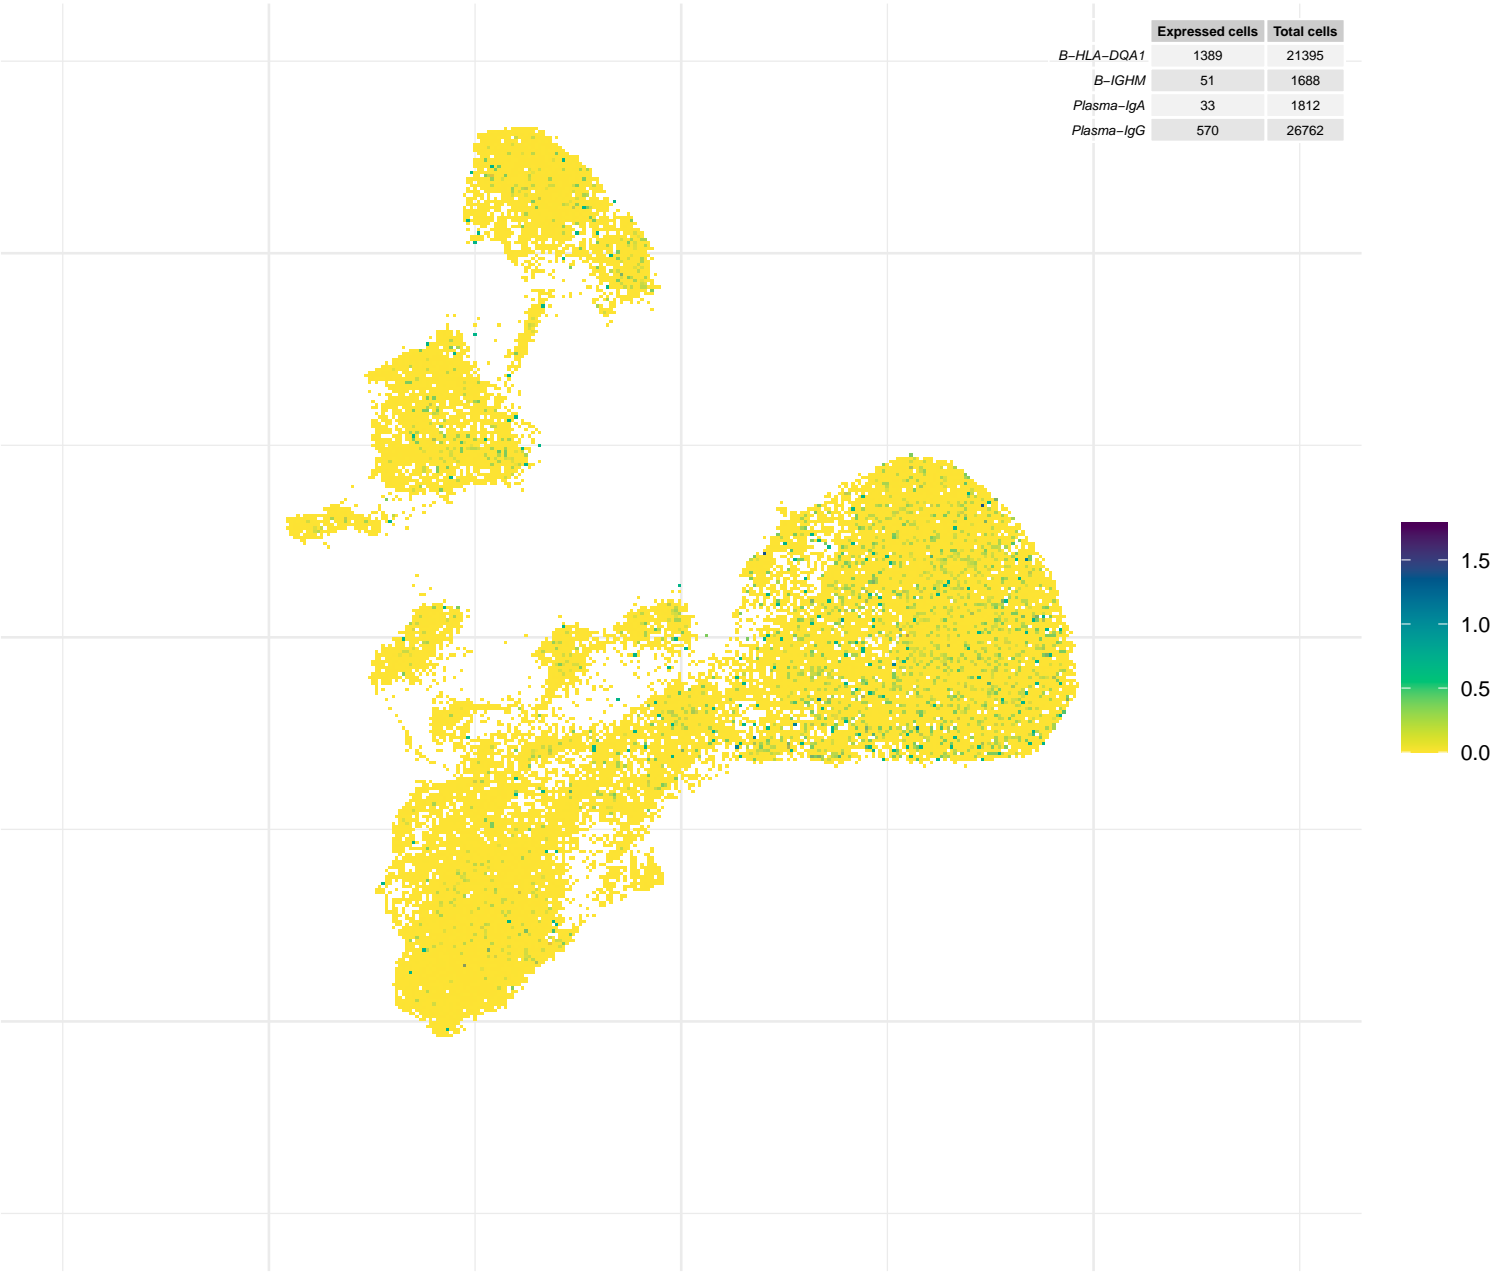 Expressed cells Total cells
B−HLA−DQA1 1389 21395
B−IGHM 51 1688
Plasma−IgA 33 1812
Plasma−IgG 570 26762
1.5
1.0
0.5
0.0